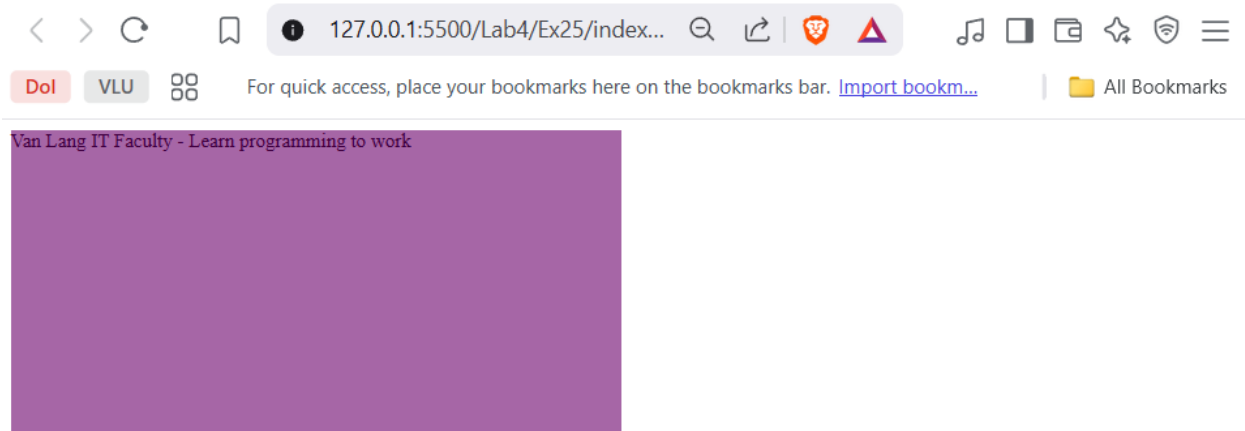 127.0.0.1:5500/Lab4/Ex25/index...
DoI VLU For quick access, place your bookmarks here on the bookmarks bar. Import bookm... All Bookmarks
Van Lang IT Faculty - Learn programming to work